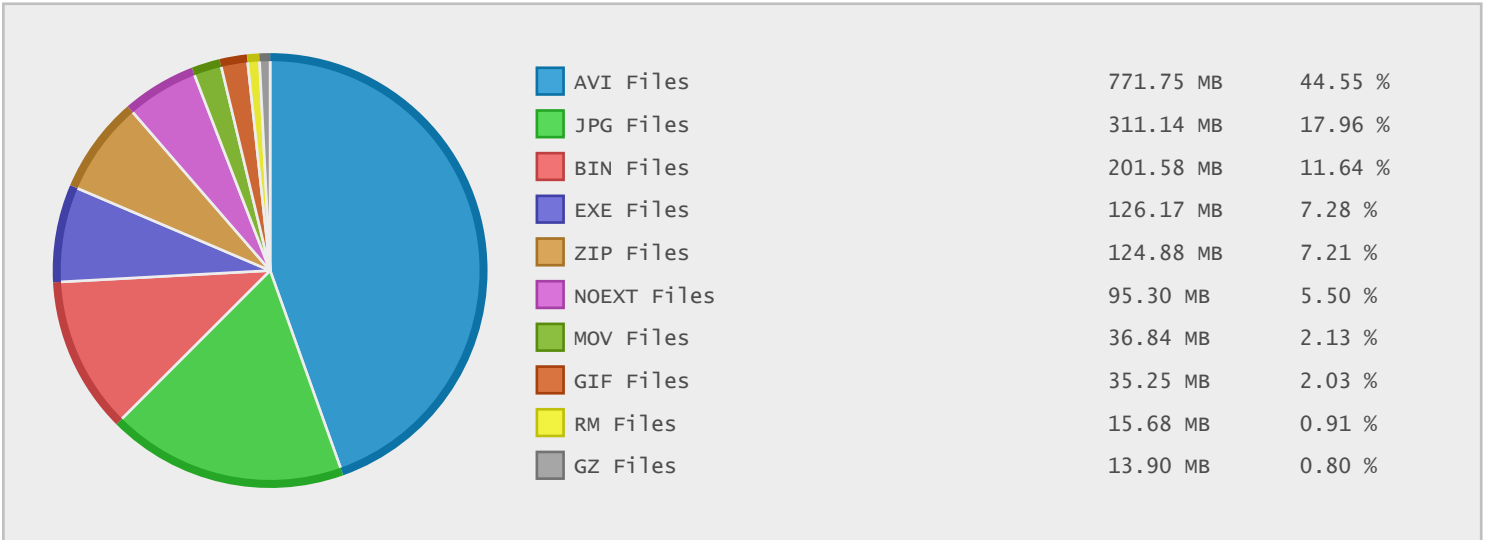 AVI Files 771.75 MB 44.55 %
JPG Files 311.14 MB 17.96 %
BIN Files 201.58 MB 11.64 %
EXE Files 126.17 MB 7.28 %
ZIP Files 124.88 MB 7.21 %
NOEXT Files 95.30 MB 5.50 %
MOV Files 36.84 MB 2.13 %
GIF Files 35.25 MB 2.03 %
RM Files 15.68 MB 0.91 %
GZ Files 13.90 MB 0.80 %